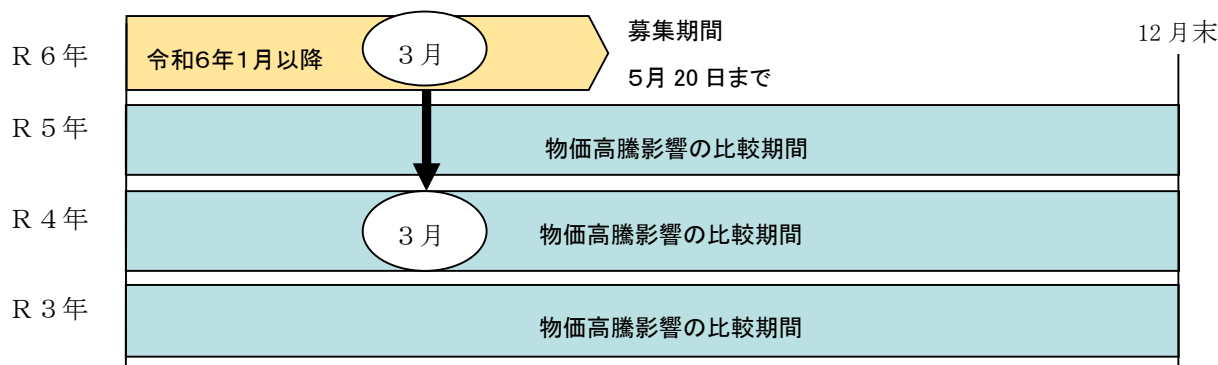 R6年
令和6年1月以降
3月
募集期間
5月20日まで
12月末
R5年
物価高騰影響の比較期間
R4年
3月
物価高騰影響の比較期間
R3年
物価高騰影響の比較期間